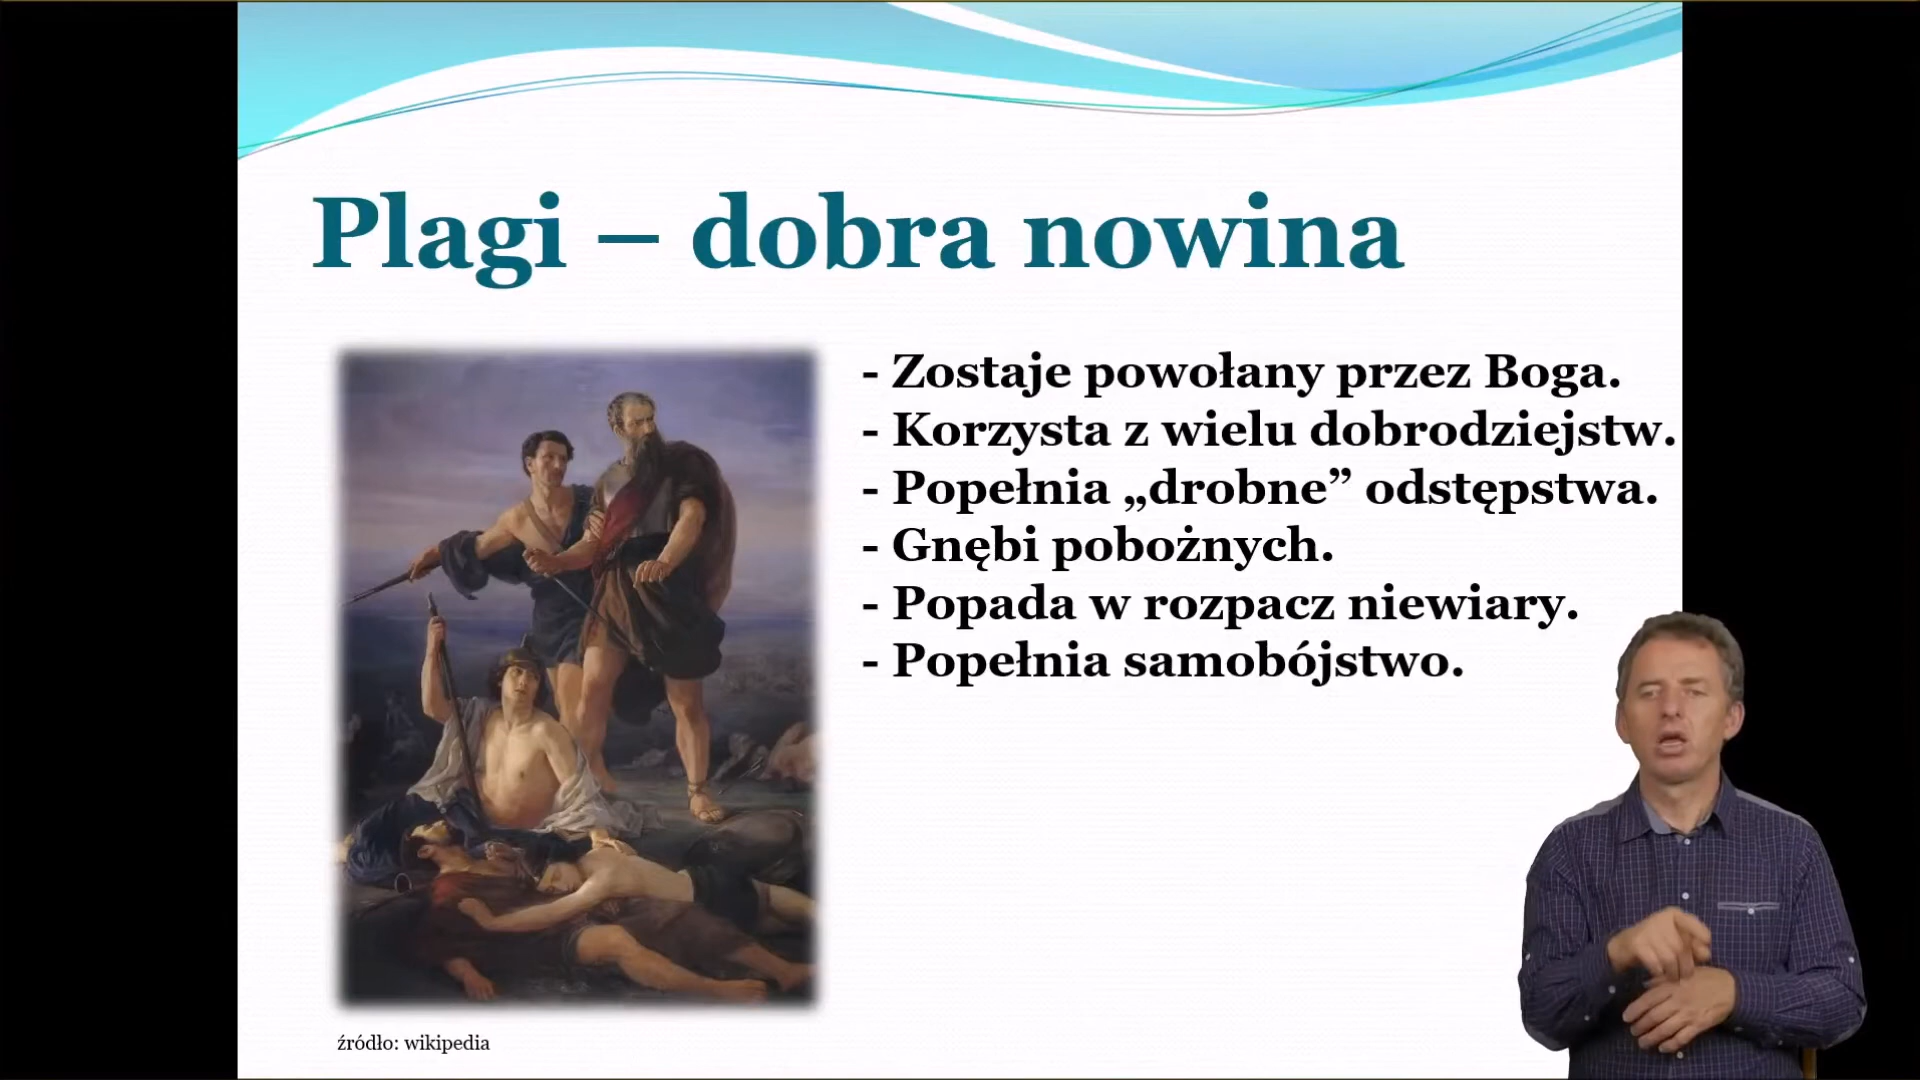 Plagi – dobra nowina
- Zostaje powołany przez Boga.
- Korzysta z wielu dobrodziejstw.
- Popełnia „drobne” odstępstwa.
- Gnębi pobożnych.
- Popada w rozpacz niewiary.
- Popełnia samobójstwo.
źródło: wikipedia